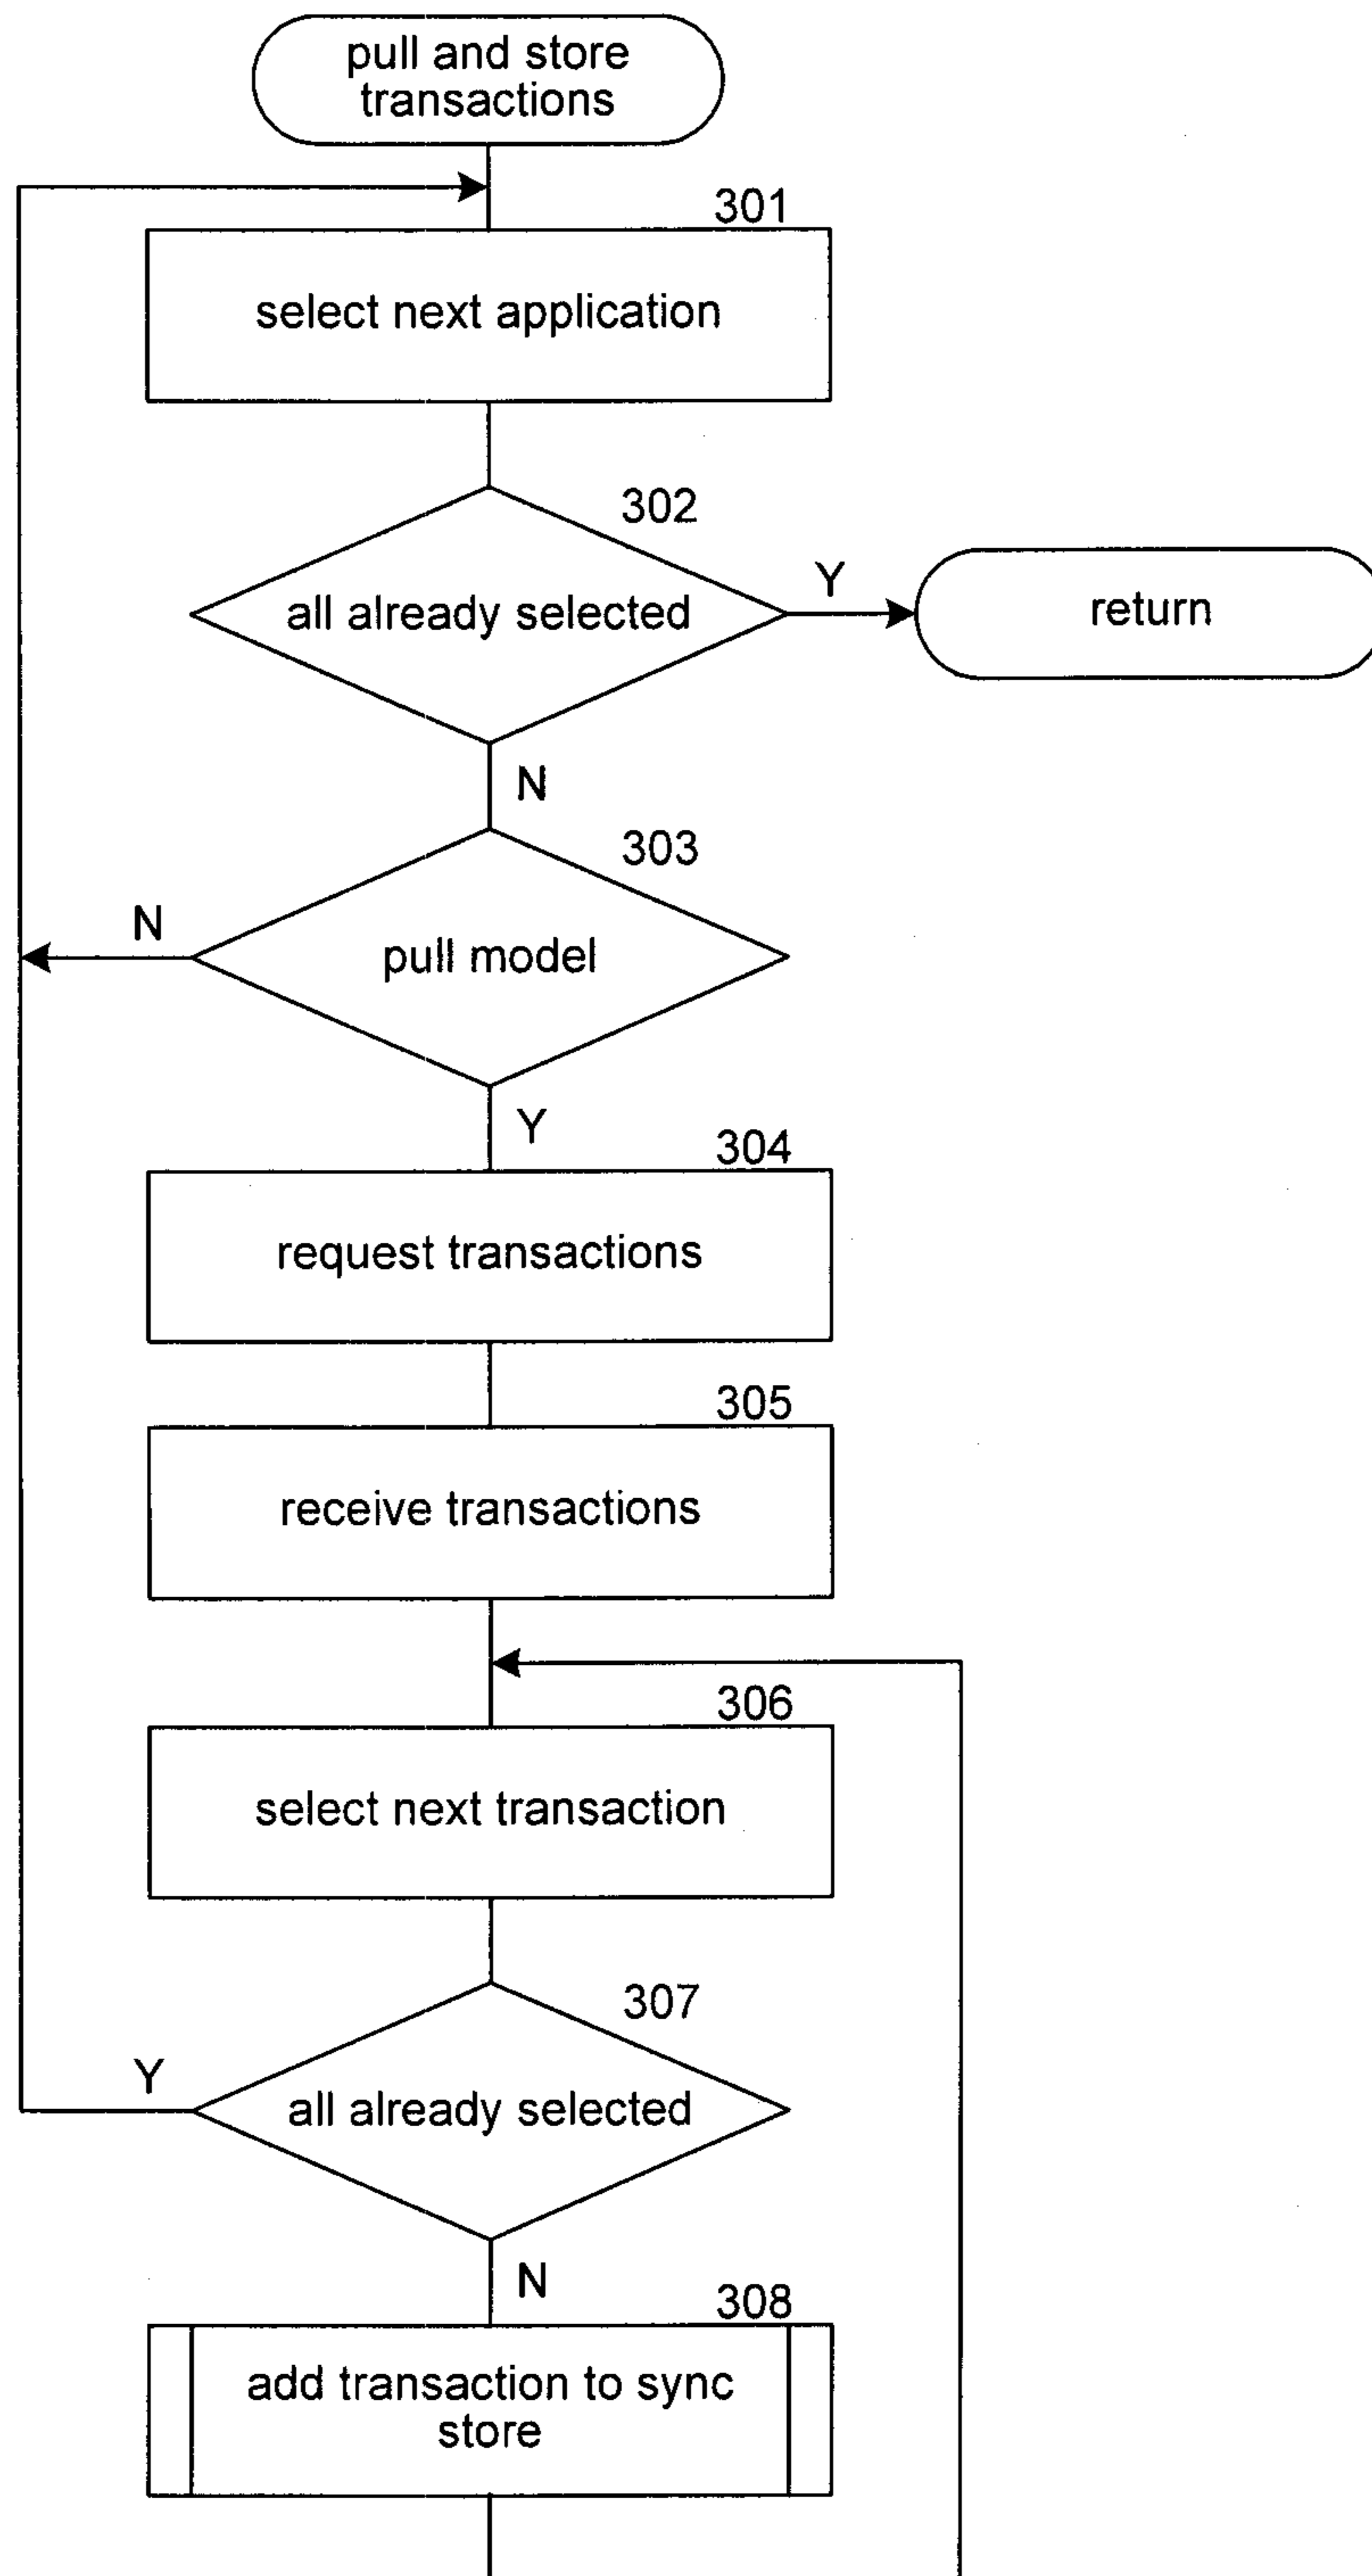 pull and store
transactions
301
select next application
302
all already selected
Y
return
N
303
N
pull model
Y
304
request transactions
305
receive transactions
306
select next transaction
307
Y
all already selected
N
308
add transaction to sync
store